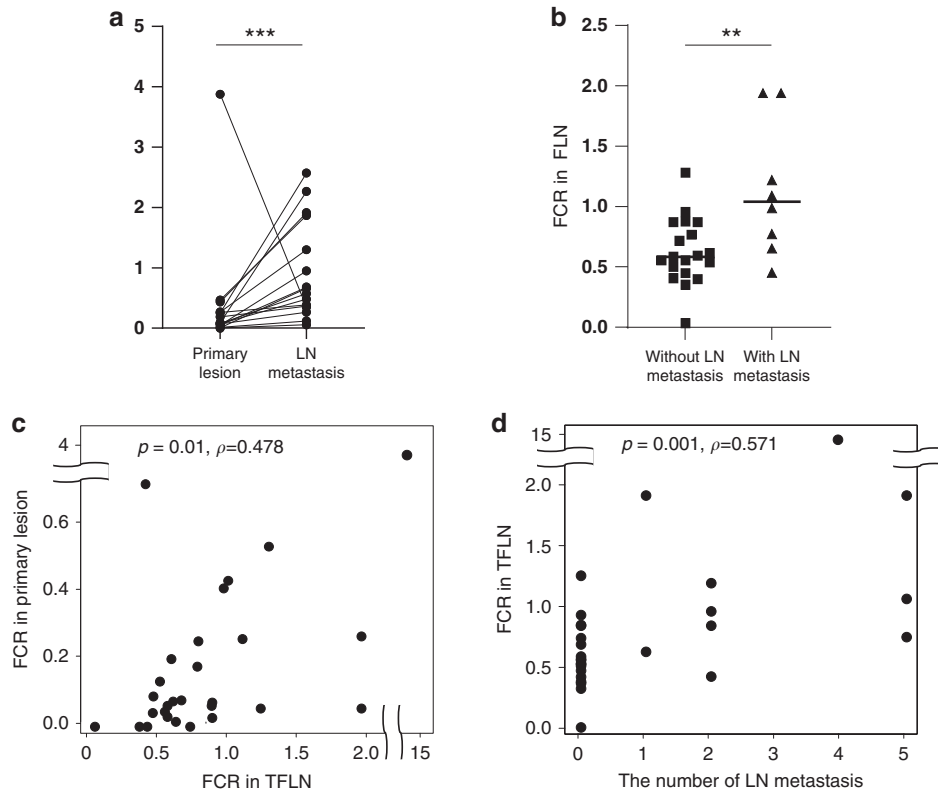 a
5
***
4
3
2
1
0
Primary
lesion
LN
metastasis
b
2.5
**
2.0
1.5
1.0
0.5
0.0
FCR in FLN
Without LN
metastasis
With LN
metastasis
c
4
p = 0.01, ρ=0.478
0.6
0.4
0.2
0.0
FCR in primary lesion
0 0.5 1.0 1.5 2.0 15
FCR in TFLN
d
15
p = 0.001, ρ=0.571
2.0
1.5
1.0
0.5
0.0
FCR in TFLN
0 1 2 3 4 5
The number of LN metastasis